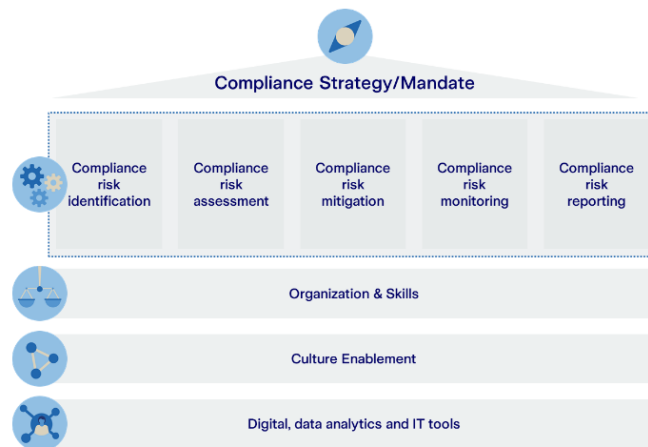 Compliance Strategy/Mandate
Compliance
risk
identification
Compliance
risk
assessment
Compliance
risk
mitigation
Compliance
risk
monitoring
Compliance
risk
reporting
Organization & Skills
Culture Enablement
Digital, data analytics and IT tools